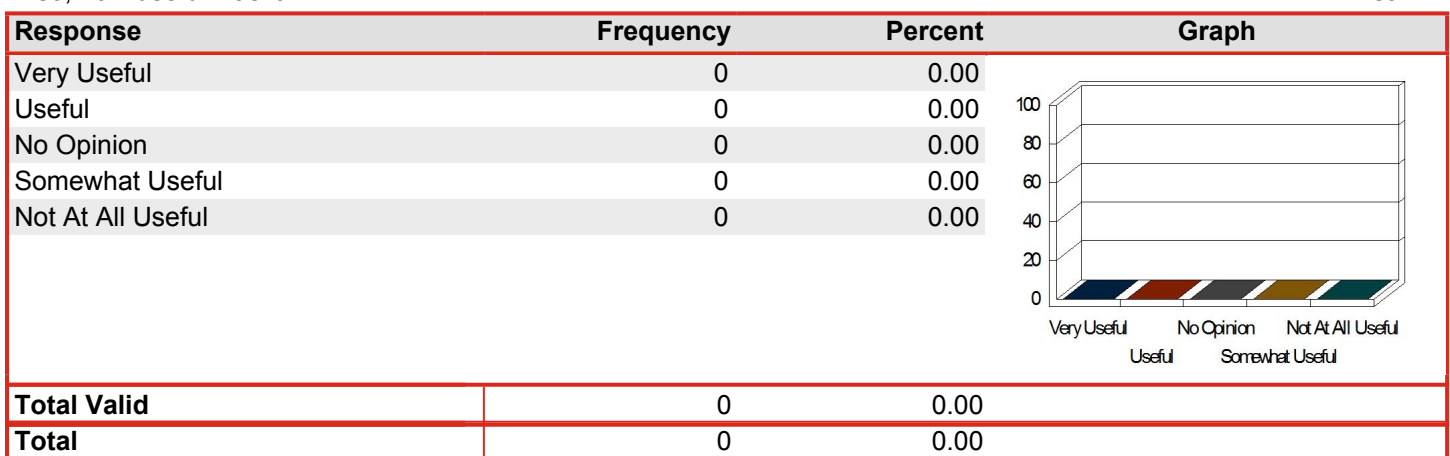 Response Frequency Percent Graph
Very Useful 0 0.00
Useful 0 0.00
No Opinion 0 0.00
Somewhat Useful 0 0.00
Not At All Useful 0 0.00
100
80
60
40
20
0
Very Useful No Opinion Not At All Useful
Useful Somewhat Useful
Total Valid 0 0.00
Total 0 0.00